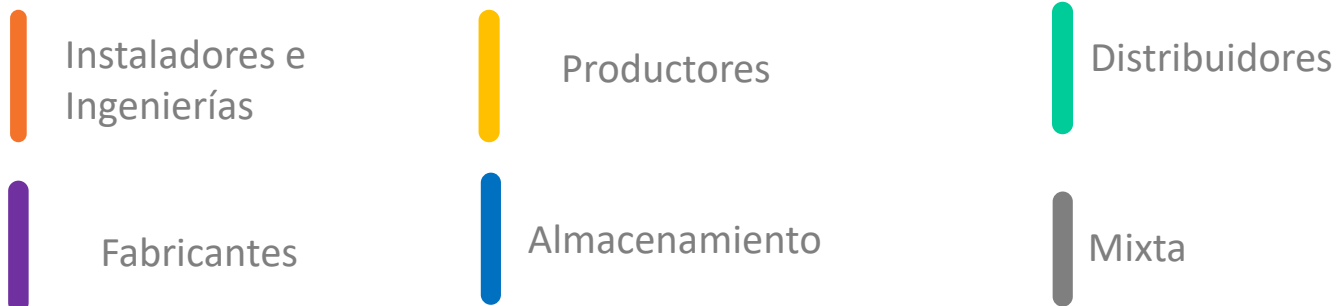 Instaladores e
Ingenierías
Productores
Distribuidores
Fabricantes
Almacenamiento
Mixta